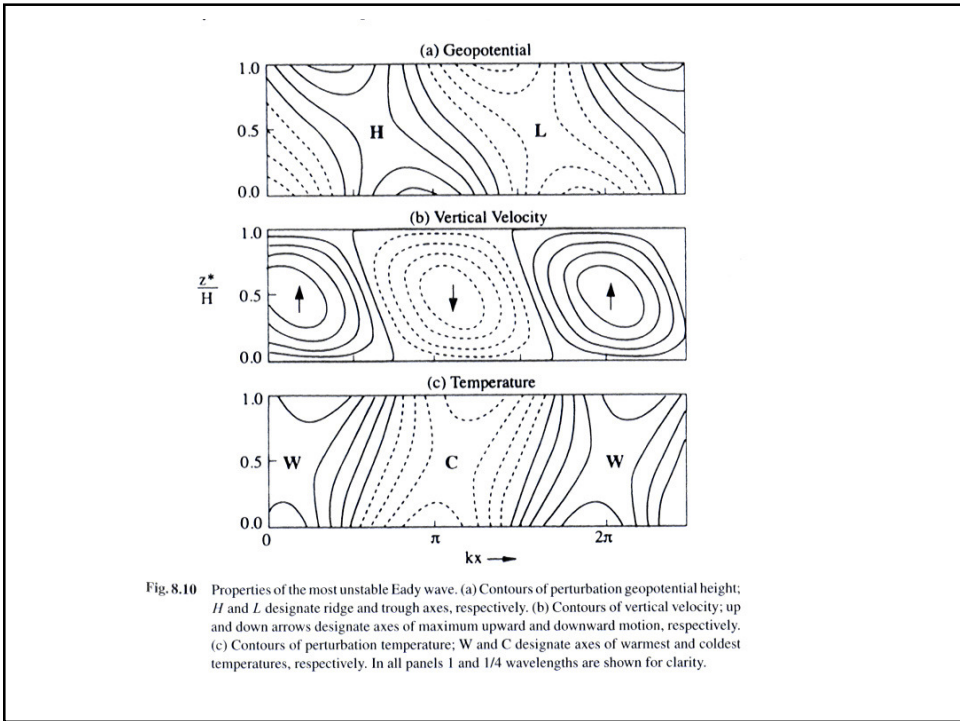 (a) Geopotential
1.0
0.5
0.0
H
L
(b) Vertical Velocity
1.0
z*
H
0.5
0.0
(c) Temperature
1.0
0.5
0.0
W
C
W
0
π
2π
kx
Fig. 8.10 Properties of the most unstable Eady wave. (a) Contours of perturbation geopotential height;
H and L designate ridge and trough axes, respectively. (b) Contours of vertical velocity; up
and down arrows designate axes of maximum upward and downward motion, respectively.
(c) Contours of perturbation temperature; W and C designate axes of warmest and coldest
temperatures, respectively. In all panels 1 and 1/4 wavelengths are shown for clarity.